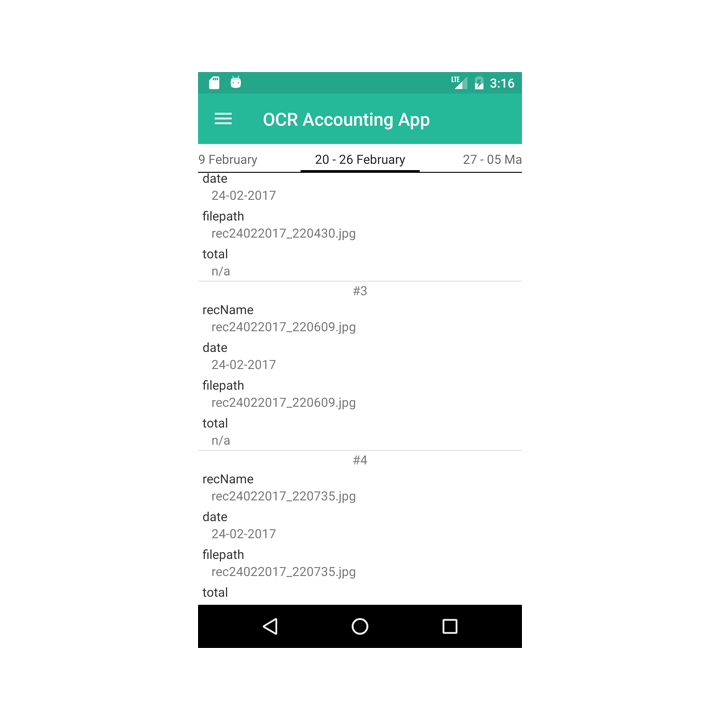 LTE 3:16
OCR Accounting App
9 February 20 - 26 February 27 - 05 Ma
date
24-02-2017
filepath
rec24022017_220430.jpg
total
n/a
#3
recName
rec24022017_220609.jpg
date
24-02-2017
filepath
rec24022017_220609.jpg
total
n/a
#4
recName
rec24022017_220735.jpg
date
24-02-2017
filepath
rec24022017_220735.jpg
total